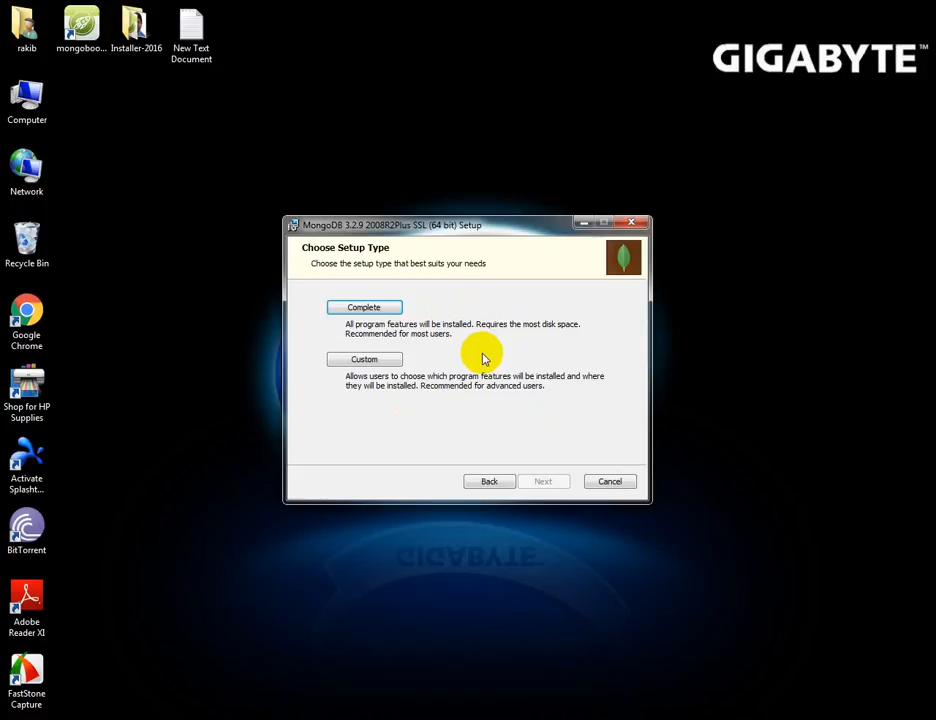 rakib
mongoboo...
Installer-2016
New Text
Document
GIGABYTE™
Computer
Network
Recycle Bin
Google
Chrome
Shop for HP
Supplies
Activate
Splasht...
BitTorrent
Adobe
Reader XI
FastStone
Capture
MongoDB 3.2.9 2008R2Plus SSL (64 bit) Setup
Choose Setup Type
Choose the setup type that best suits your needs
Complete
All program features will be installed. Requires the most disk space.
Recommended for most users.
Custom
Allows users to choose which program features will be installed and where
they will be installed. Recommended for advanced users.
Back
Next
Cancel
GIGABYTE